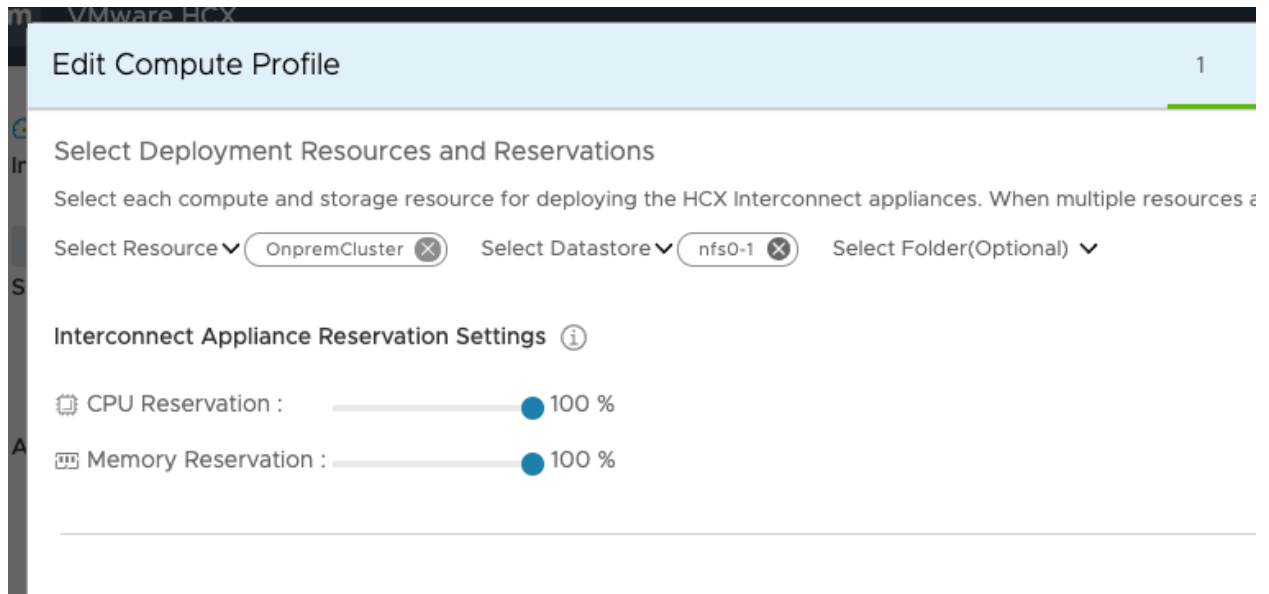 VMware HCX
Edit Compute Profile
1
Select Deployment Resources and Reservations
Select each compute and storage resource for deploying the HCX Interconnect appliances. When multiple resources
Select Resource OnpremCluster Select Datastore nfs0-1 Select Folder(Optional)
Interconnect Appliance Reservation Settings
CPU Reservation : 100 %
Memory Reservation : 100 %